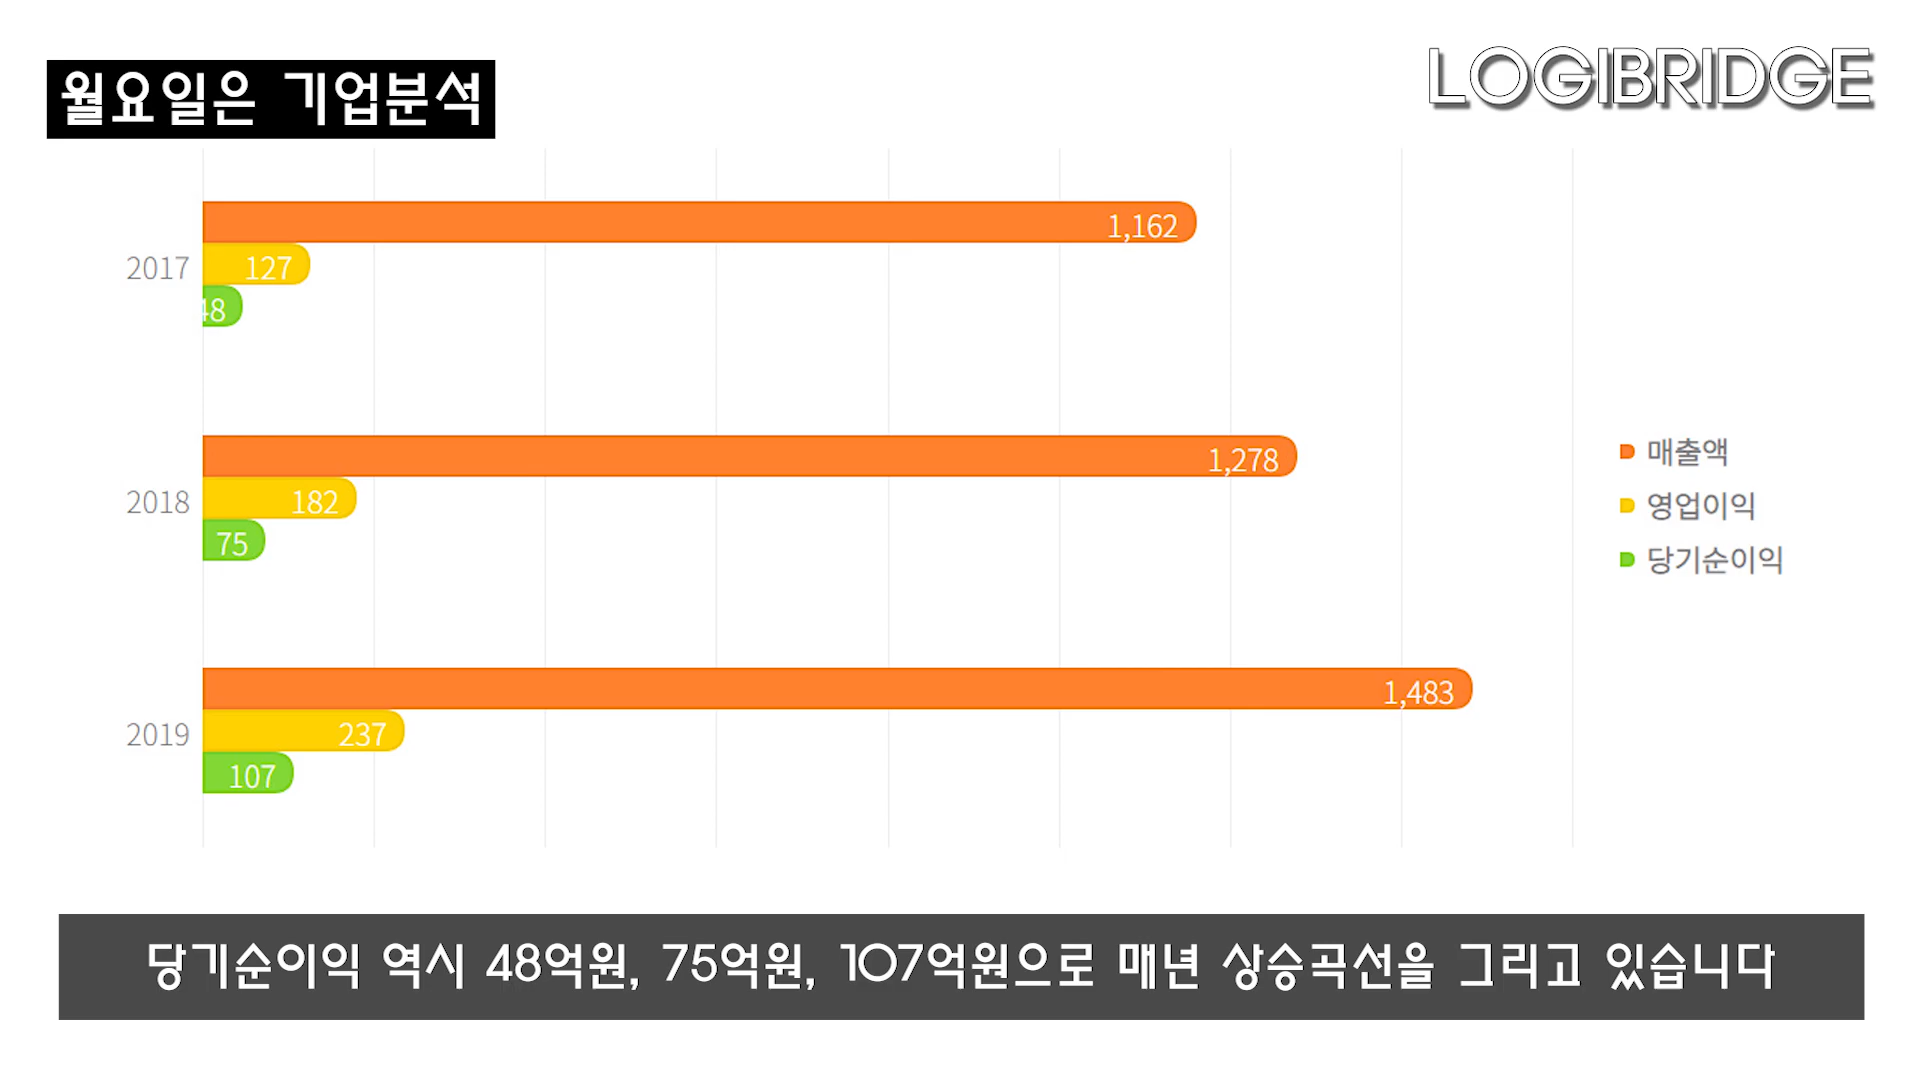 월요일은 기업분석
LOGIBRIDGE
1,162
2017
127
48
1,278
2018
182
75
1,483
2019
237
107
매출액
영업이익
당기순이익
당기순이익 역시 48억원, 75억원, 107억원으로 매년 상승곡선을 그리고 있습니다